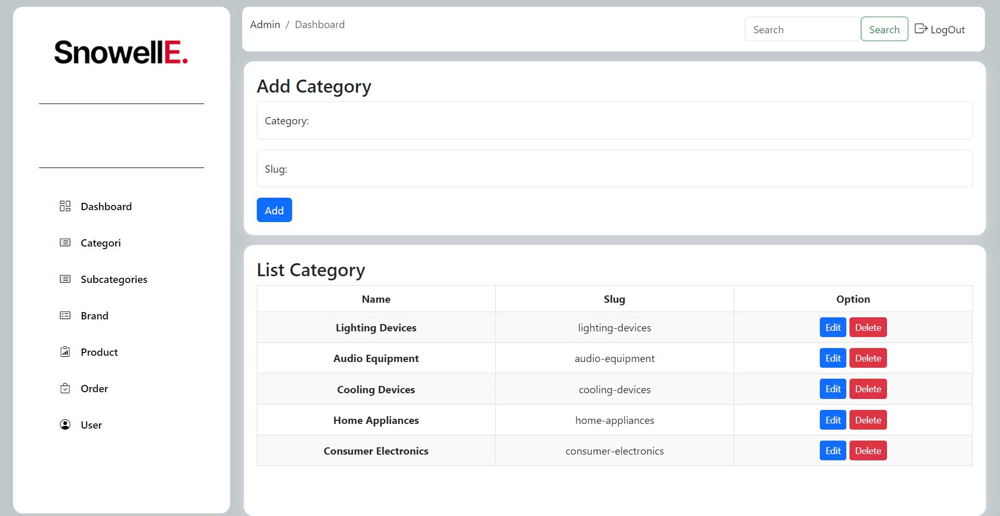 SnowellE.
Dashboard
Categori
Subcategories
Brand
Product
Order
User
Admin / Dashboard
Search
Search
LogOut
Add Category
Category:
Slug:
Add
List Category
Name Slug Option
Lighting Devices lighting-devices Edit Delete
Audio Equipment audio-equipment Edit Delete
Cooling Devices cooling-devices Edit Delete
Home Appliances home-appliances Edit Delete
Consumer Electronics consumer-electronics Edit Delete